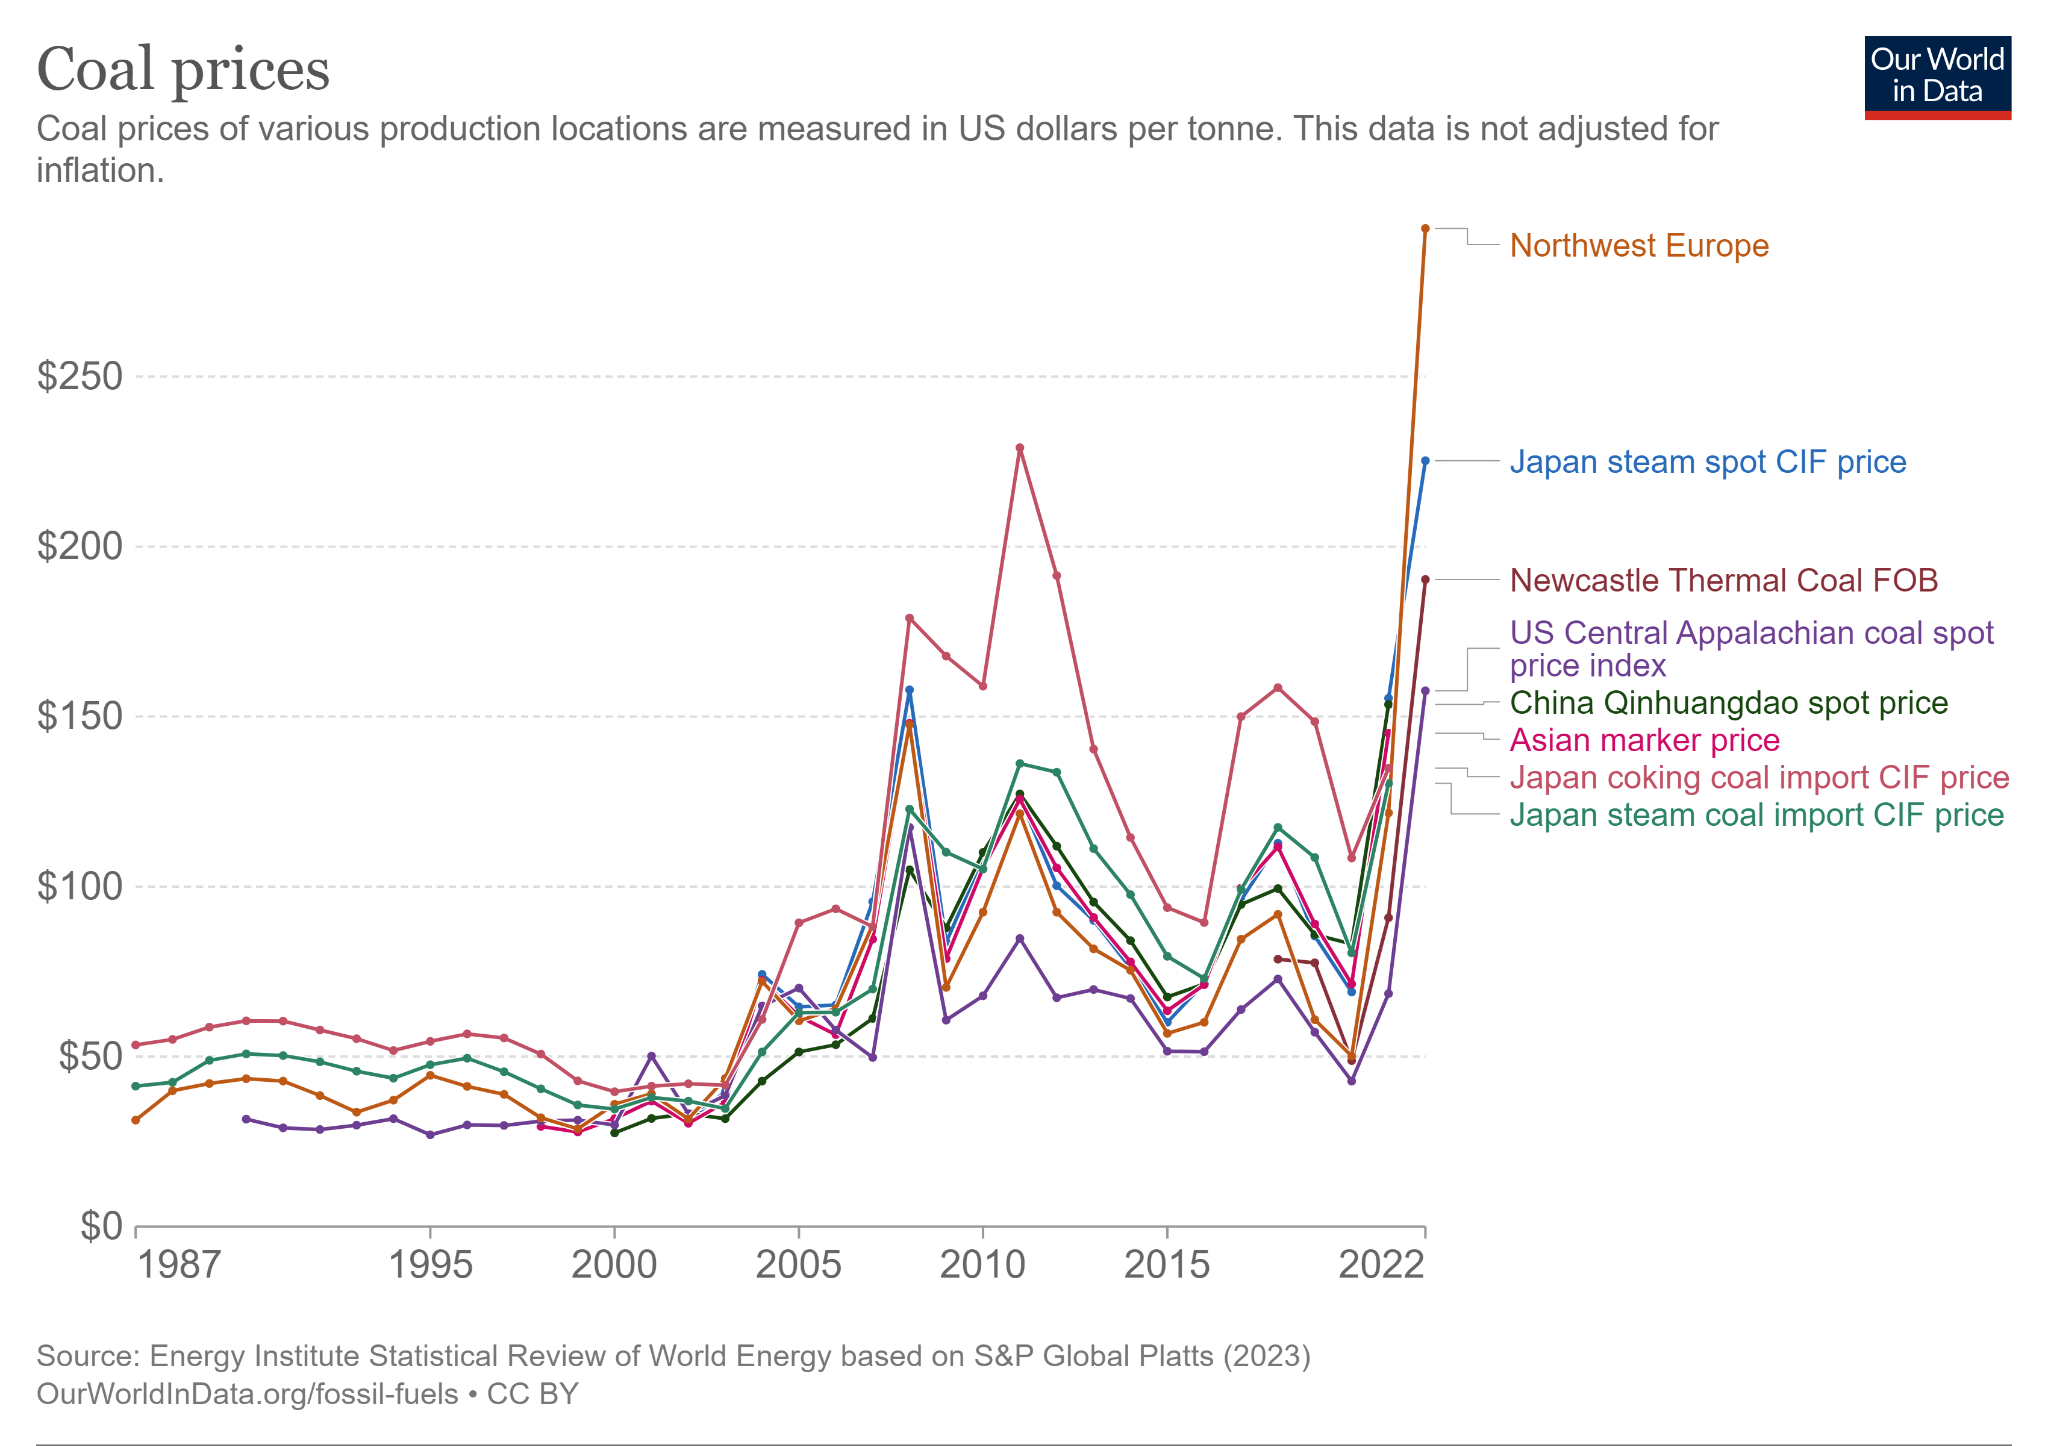 Coal prices
Our World
in Data
Coal prices of various production locations are measured in US dollars per tonne. This data is not adjusted for
inflation.
Northwest Europe
$250
Japan steam spot CIF price
$200
Newcastle Thermal Coal FOB
US Central Appalachian coal spot
price index
China Qinhuangdao spot price
$150
Asian marker price
Japan coking coal import CIF price
Japan steam coal import CIF price
$100
$50
$0
1987 1995 2000 2005 2010 2015 2022
Source: Energy Institute Statistical Review of World Energy based on S&P Global Platts (2023)
OurWorldInData.org/fossil-fuels • CC BY